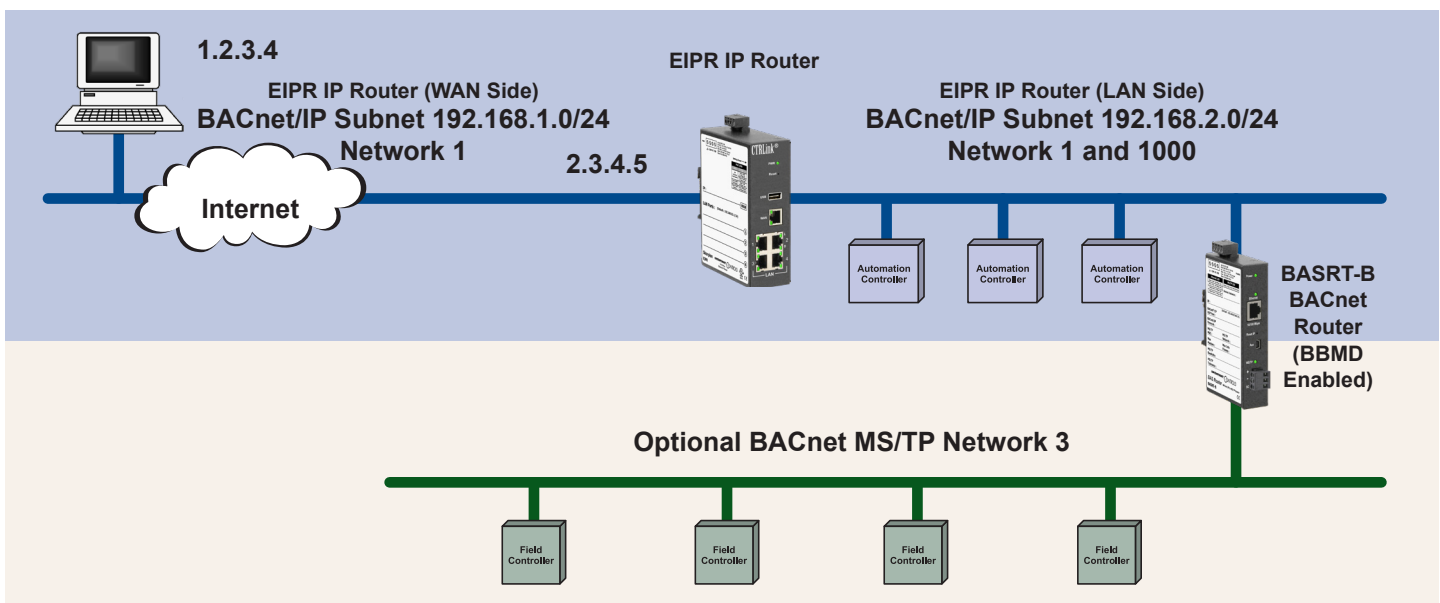 1.2.3.4
EIPR IP Router (WAN Side)
BACnet/IP Subnet 192.168.1.0/24
Network 1
2.3.4.5
Internet
EIPR IP Router
CTRLink®
LAN
EIPR IP Router (LAN Side)
BACnet/IP Subnet 192.168.2.0/24
Network 1 and 1000
Automation
Controller
Automation
Controller
Automation
Controller
BASRT-B
BACnet
Router
(BBMD
Enabled)
Optional BACnet MS/TP Network 3
Field
Controller
Field
Controller
Field
Controller
Field
Controller